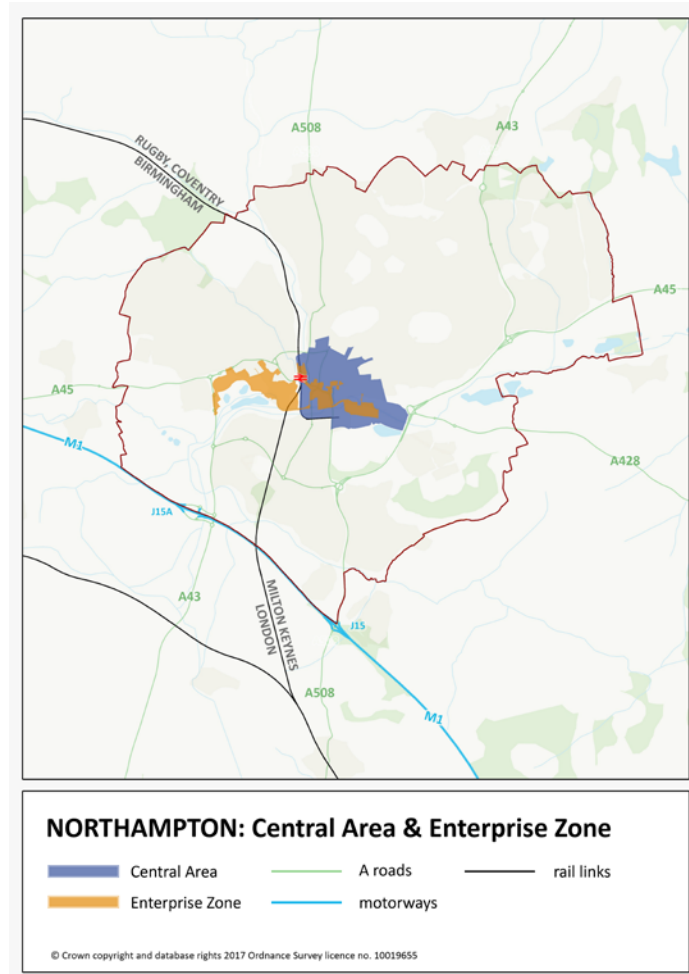 A508
A43
RUGBY, COVENTRY
BIRMINGHAM
A45
A45
M1
A428
J15A
A43
MILTON KEYNES
LONDON
J15
A508
M1
NORTHAMPTON: Central Area & Enterprise Zone
Central Area
A roads
rail links
Enterprise Zone
motorways
© Crown copyright and database rights 2017 Ordnance Survey licence no. 10019655